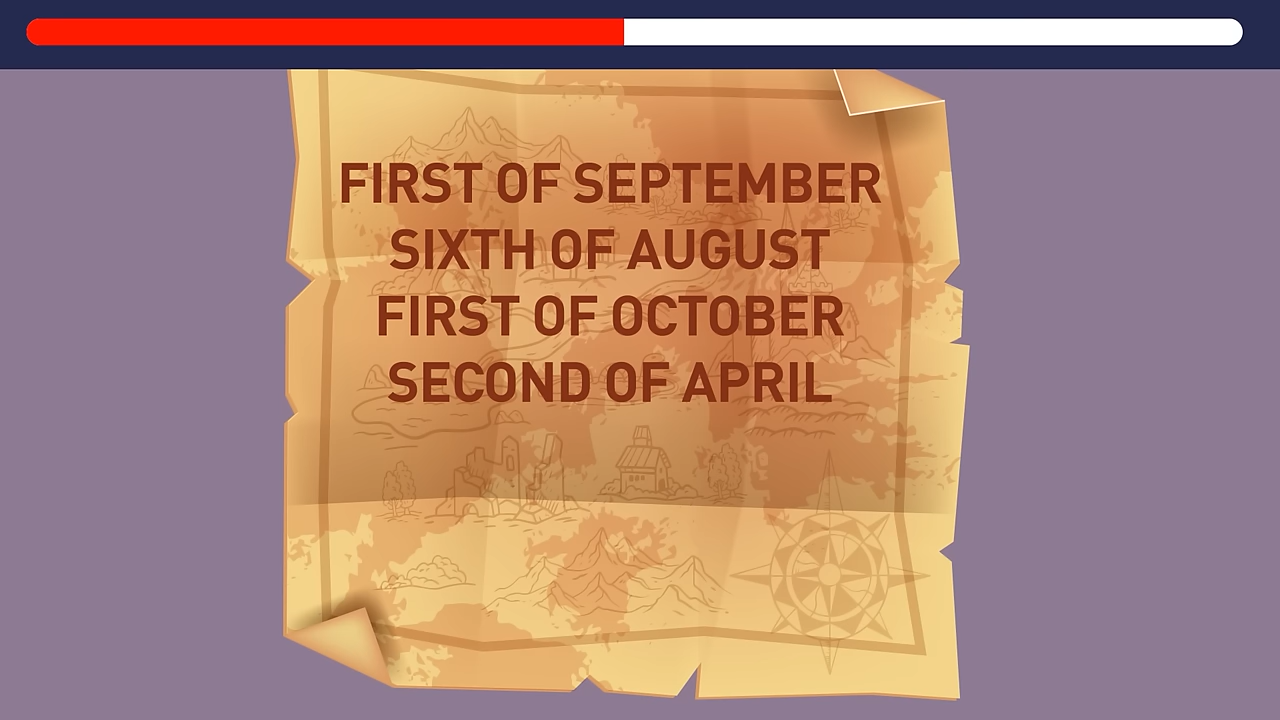 FIRST OF SEPTEMBER
SIXTH OF AUGUST
FIRST OF OCTOBER
SECOND OF APRIL